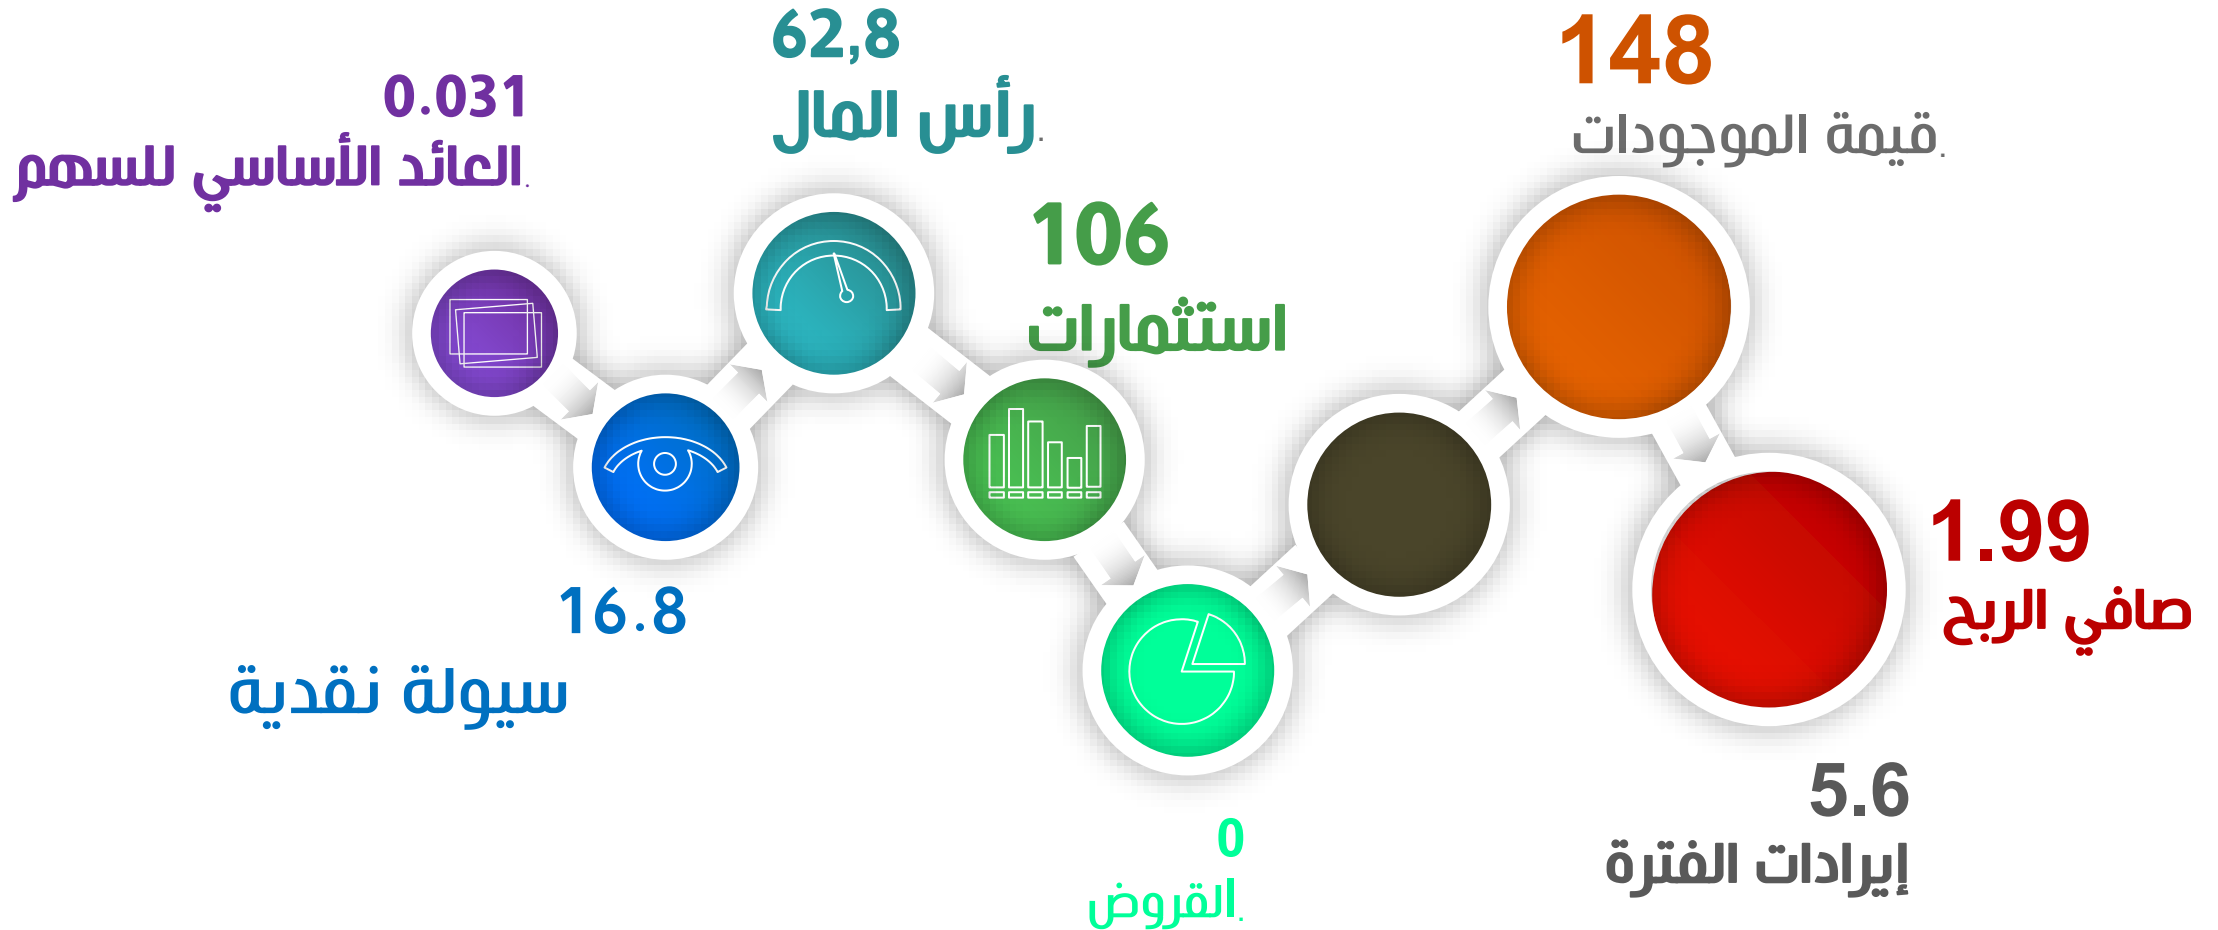 148
قيمة الموجودات.
62,8
رأس المال.
0.031
العائد الأساسي للسهم.
106
استثمارات
1.99
صافي الربح
16.8
سيولة نقدية
5.6
إيرادات الفترة
0
القروض.